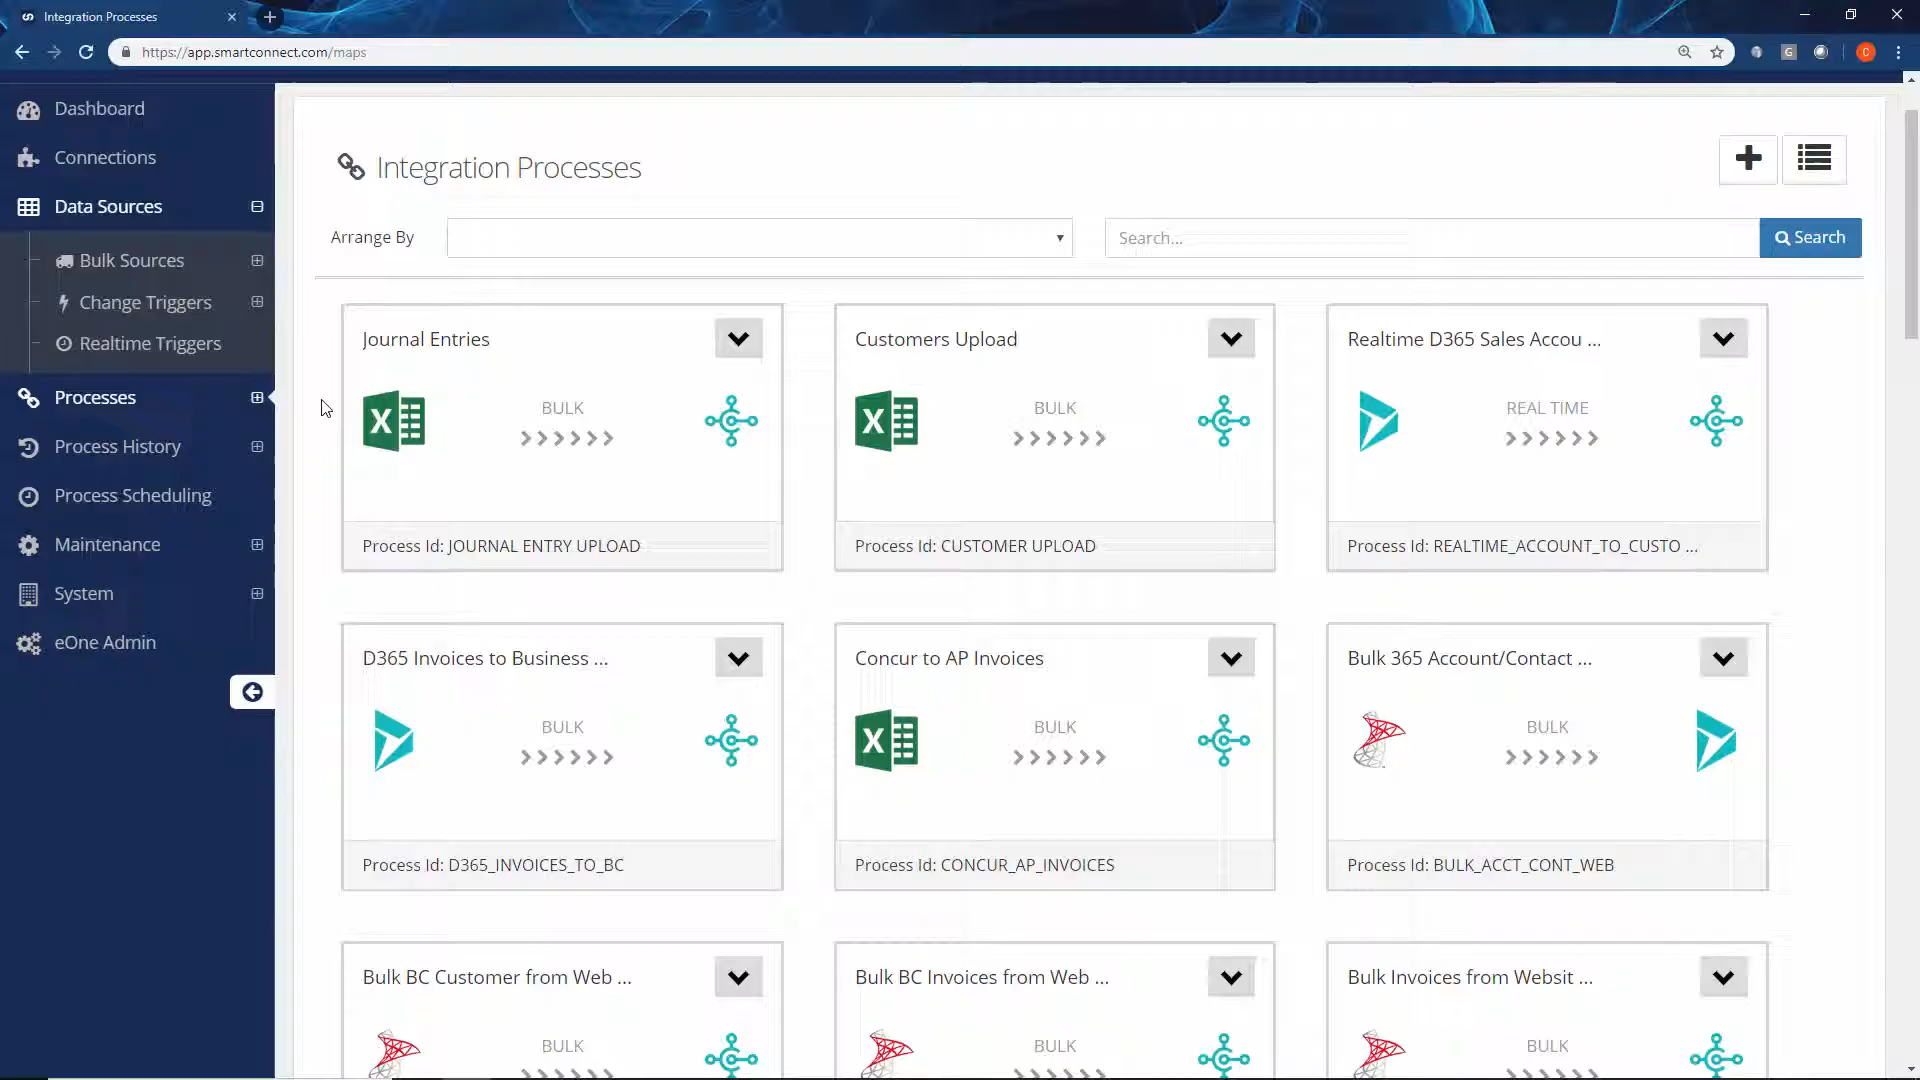 Integration Processes
https://app.smartconnect.com/maps
G
C
Dashboard
Connections
Data Sources
Bulk Sources
Change Triggers
Realtime Triggers
Processes
Process History
Process Scheduling
Maintenance
System
eOne Admin
Integration Processes
Arrange By
Search...
Search
Journal Entries
BULK
Process Id: JOURNAL ENTRY UPLOAD
Customers Upload
BULK
Process Id: CUSTOMER UPLOAD
Realtime D365 Sales Accou ...
REAL TIME
Process Id: REALTIME_ACCOUNT_TO_CUSTO ...
D365 Invoices to Business ...
BULK
Process Id: D365_INVOICES_TO_BC
Concur to AP Invoices
BULK
Process Id: CONCUR_AP_INVOICES
Bulk 365 Account/Contact ...
BULK
Process Id: BULK_ACCT_CONT_WEB
Bulk BC Customer from Web ...
BULK
Bulk BC Invoices from Web ...
BULK
Bulk Invoices from Websit ...
BULK